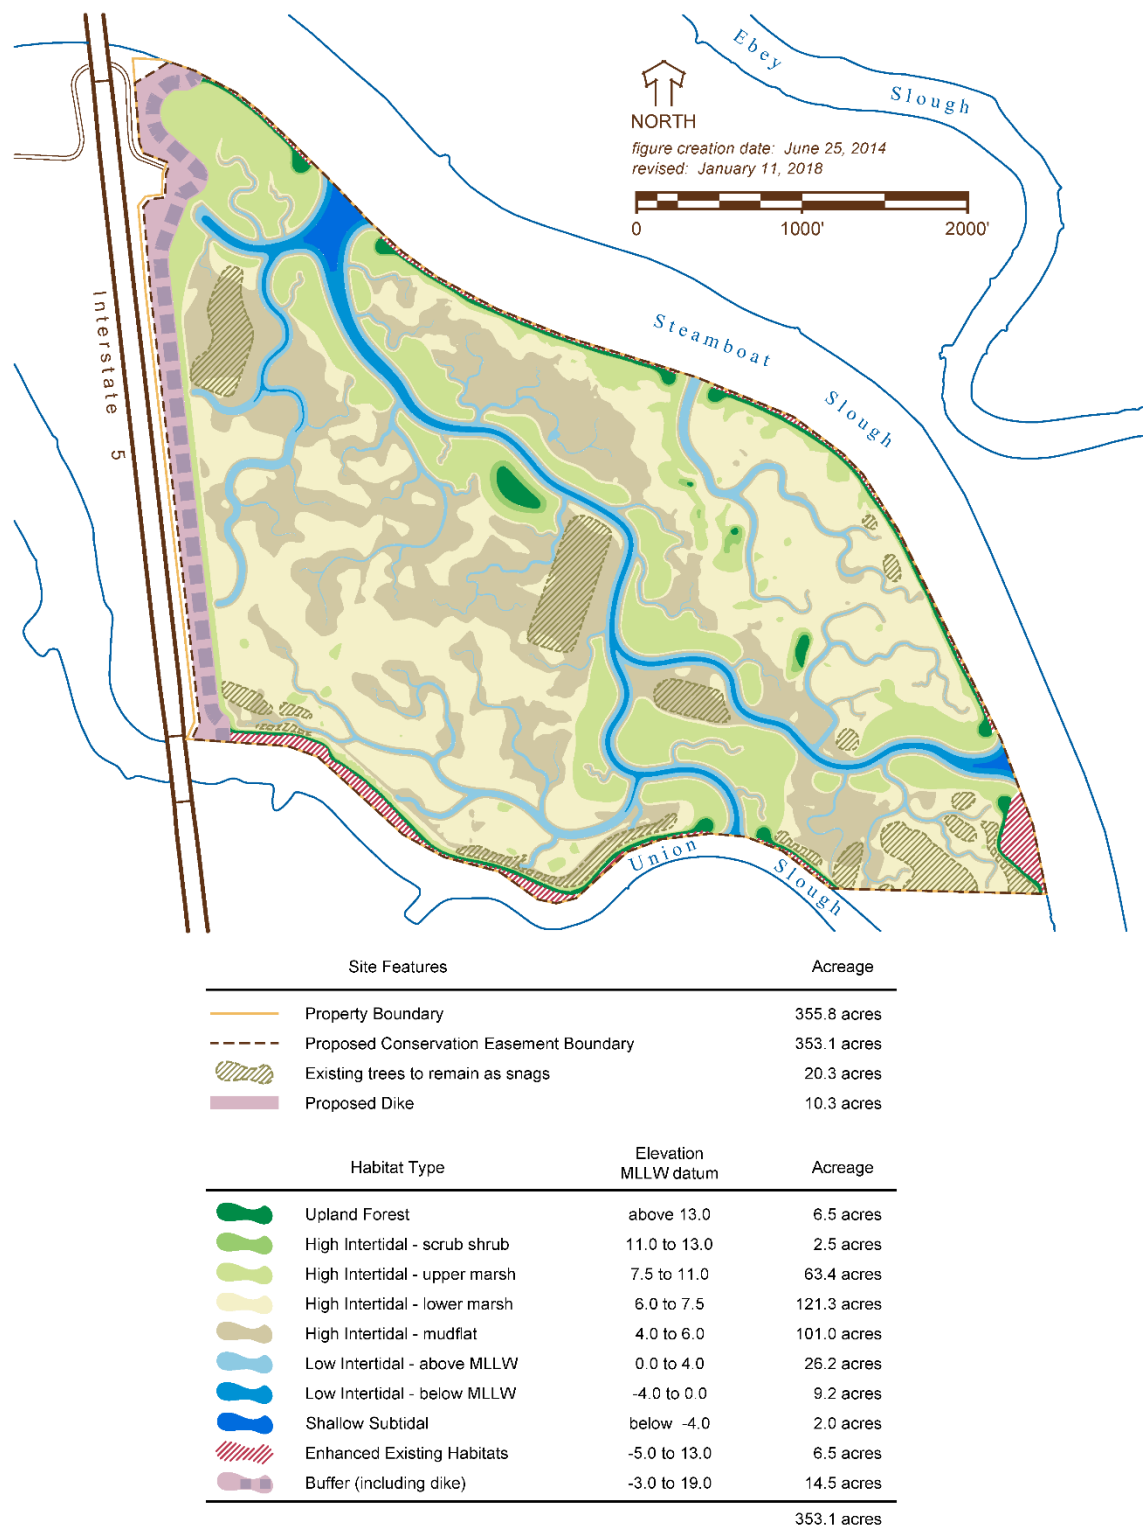 Ebey
Slough
NORTH
figure creation date: June 25, 2014
revised: January 11, 2018
0 1000' 2000'
Interstate 5
Steamboat
Slough
Union
Slough
Site Features Acreage
Property Boundary 355.8 acres
Proposed Conservation Easement Boundary 353.1 acres
Existing trees to remain as snags 20.3 acres
Proposed Dike 10.3 acres
Habitat Type Elevation MLLW datum Acreage
Upland Forest above 13.0 6.5 acres
High Intertidal - scrub shrub 11.0 to 13.0 2.5 acres
High Intertidal - upper marsh 7.5 to 11.0 63.4 acres
High Intertidal - lower marsh 6.0 to 7.5 121.3 acres
High Intertidal - mudflat 4.0 to 6.0 101.0 acres
Low Intertidal - above MLLW 0.0 to 4.0 26.2 acres
Low Intertidal - below MLLW -4.0 to 0.0 9.2 acres
Shallow Subtidal below -4.0 2.0 acres
Enhanced Existing Habitats -5.0 to 13.0 6.5 acres
Buffer (including dike) -3.0 to 19.0 14.5 acres
353.1 acres